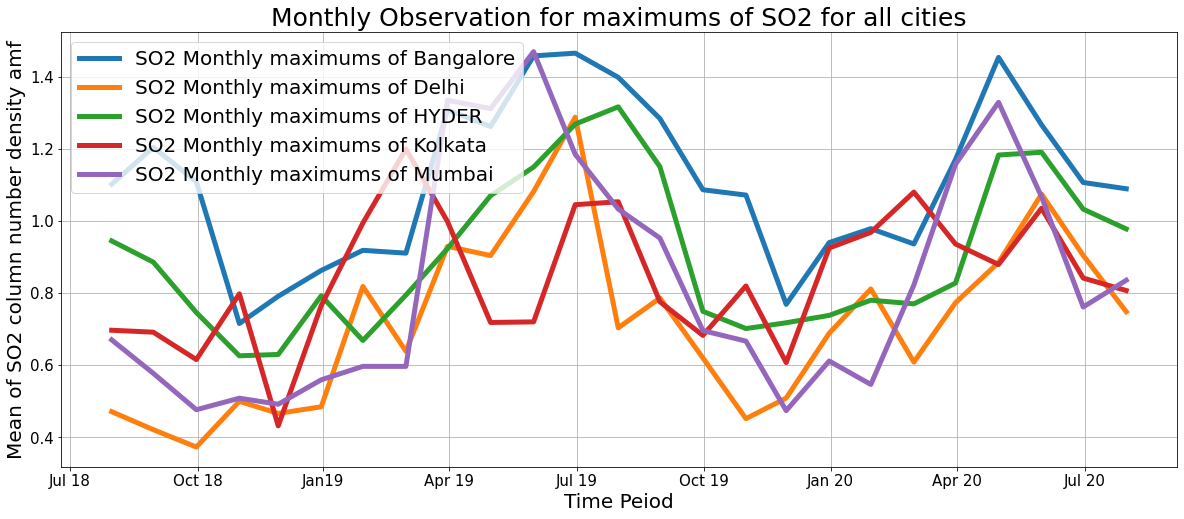 Monthly Observation for maximums of SO2 for all cities
Mean of SO2 column number density amf
SO2 Monthly maximums of Bangalore
SO2 Monthly maximums of Delhi
SO2 Monthly maximums of HYDER
SO2 Monthly maximums of Kolkata
SO2 Monthly maximums of Mumbai
1.4
1.2
1.0
0.8
0.6
0.4
Jul 18 Oct 18 Jan19 Apr 19 Jul 19 Oct 19 Jan 20 Apr 20 Jul 20
Time Peiod